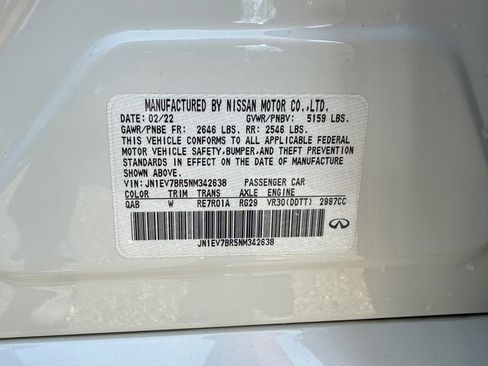 MANUFACTURED BY NISSAN MOTOR CO.,LTD.
DATE: 02/22 GVWR/PNBV: 5159 LBS.
GAWR/PNBE FR: 2646 LBS. RR: 2546 LBS.
THIS VEHICLE CONFORMS TO ALL APPLICABLE FEDERAL
MOTOR VEHICLE SAFETY,BUMPER,AND THEFT PREVENTION
STANDARDS IN EFFECT ON THE DATE OF MANUFACTURE
SHOWN ABOVE.
VIN: JN1EV7BR5NM342638 PASSENGER CAR
COLOR TRIM TRANS AXLE ENGINE
QAB W RE7R01A RG29 VR30(DDTT) 2997CC
JN1EV7BR5NM342638